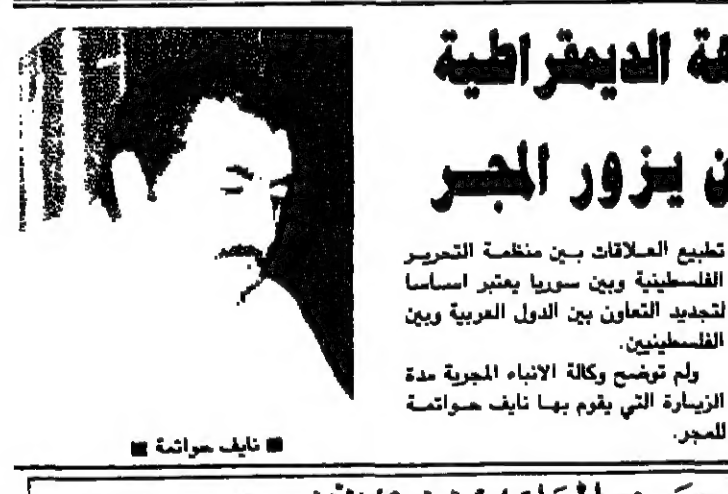 الديمقراطية
يزور المجر
تطبيع العلاقات بين منظمة التحرير
الفلسطينية وبين سوريا يعتبر اساسا
لتجديد التعاون بين الدول العربية وبين
الفلسطينيين.
ولم توضح وكالة الانباء المجرية مدة
الزيارة التي يقوم بها نايف حواتمة
للمجر.
■ نايف حواتمة ■